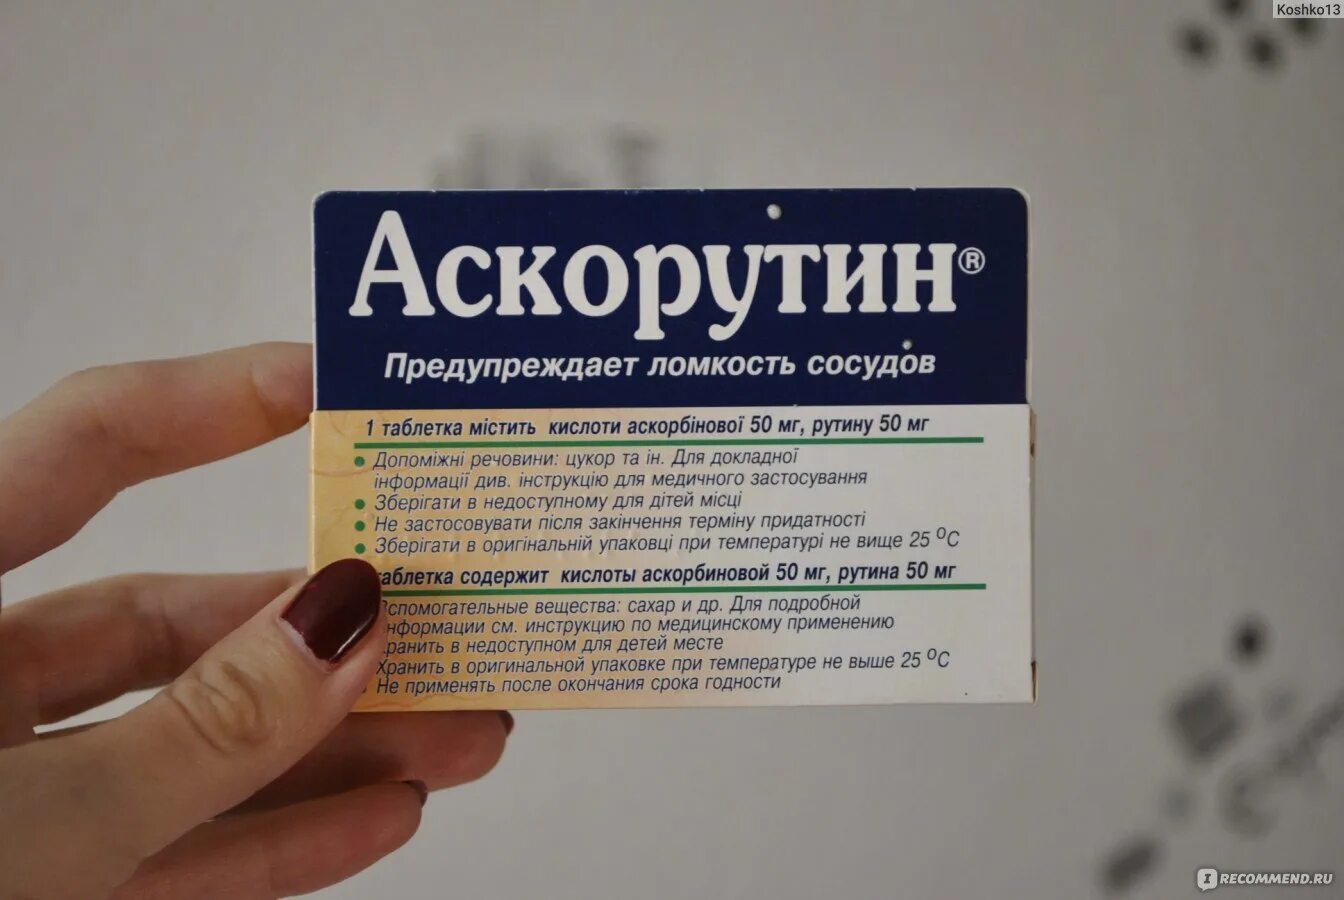 Koshko13
Аскорутин®
Предупреждает ломкость сосудов
1 таблетка містить кислоти аскорбінової 50 мг, рутину 50 мг
Допоміжні речовини: цукор та ін. Для докладної
інформації див. інструкцію для медичного застосування
Зберігати в недоступному для дітей місці
Не застосовувати після закінчення терміну придатності
Зберігати в оригінальній упаковці при температурі не вище 25 °С
таблетка содержит кислоты аскорбиновой 50 мг, рутина 50 мг
Вспомогательные вещества: сахар и др. Для подробной
информации см. инструкцию по медицинскому применению
Хранить в недоступном для детей месте
Хранить в оригинальной упаковке при температуре не выше 25 °С
Не применять после окончания срока годности
IRECOMMEND.RU